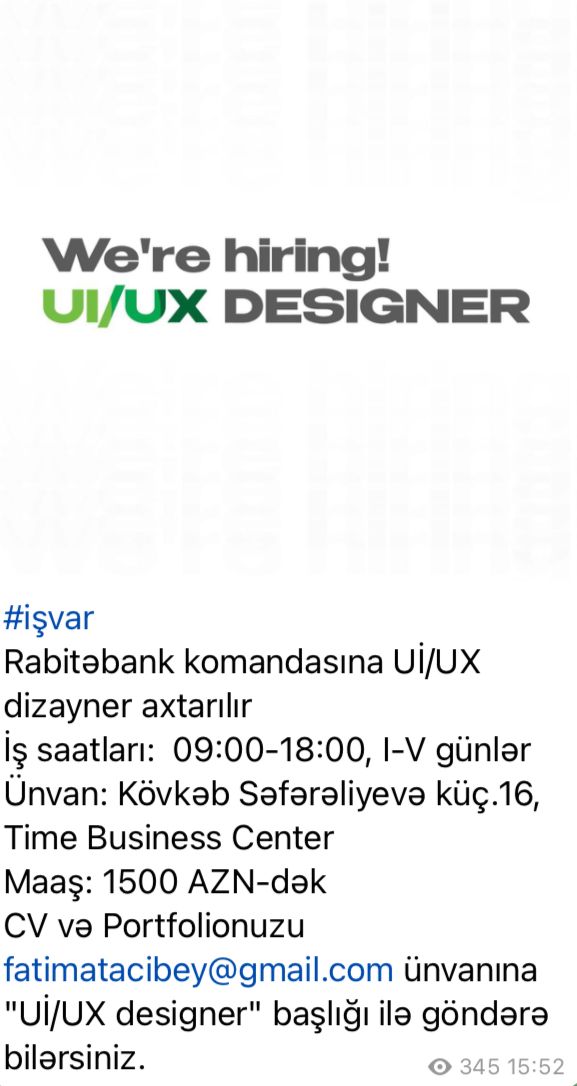 We're hiring!
UI/UX DESIGNER
#işvar
Rabitəbank komandasına Uİ/UX
dizayner axtarılır
İş saatları:  09:00-18:00, I-V günlər
Ünvan: Kövkəb Səfərəliyevə küç.16,
Time Business Center
Maaş: 1500 AZN-dək
CV və Portfolionuzu
fatimatacibey@gmail.com ünvanına
"Uİ/UX designer" başlığı ilə göndərə
bilərsiniz.
345 15:52